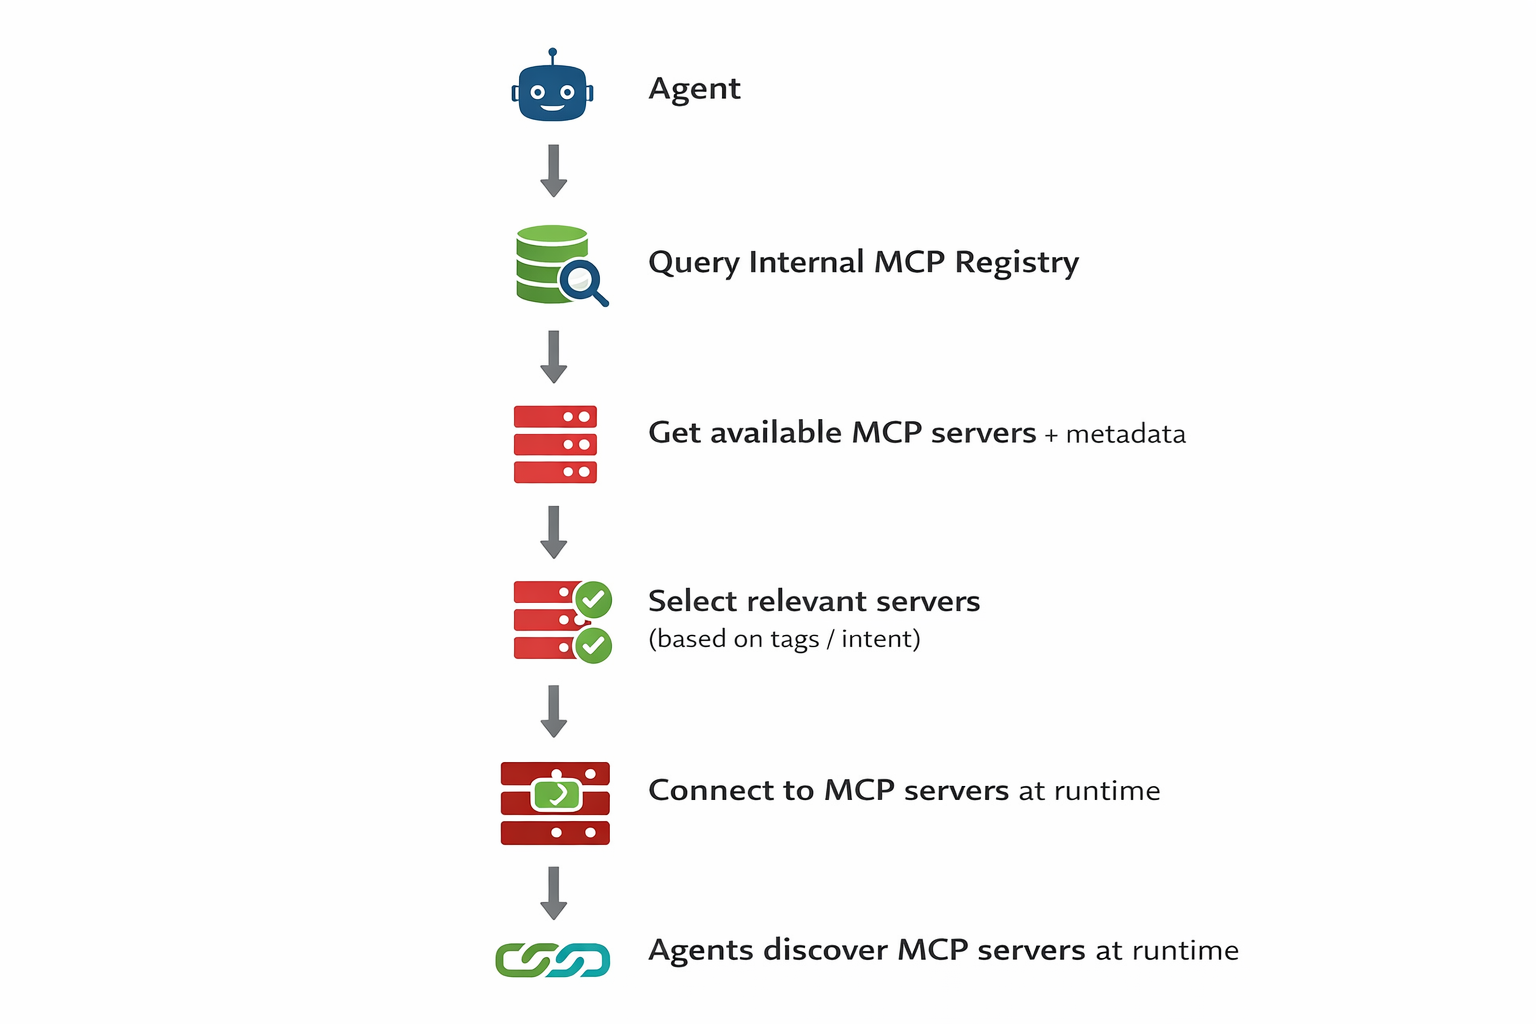 Agent
Query Internal MCP Registry
Get available MCP servers + metadata
Select relevant servers
(based on tags / intent)
Connect to MCP servers at runtime
Agents discover MCP servers at runtime